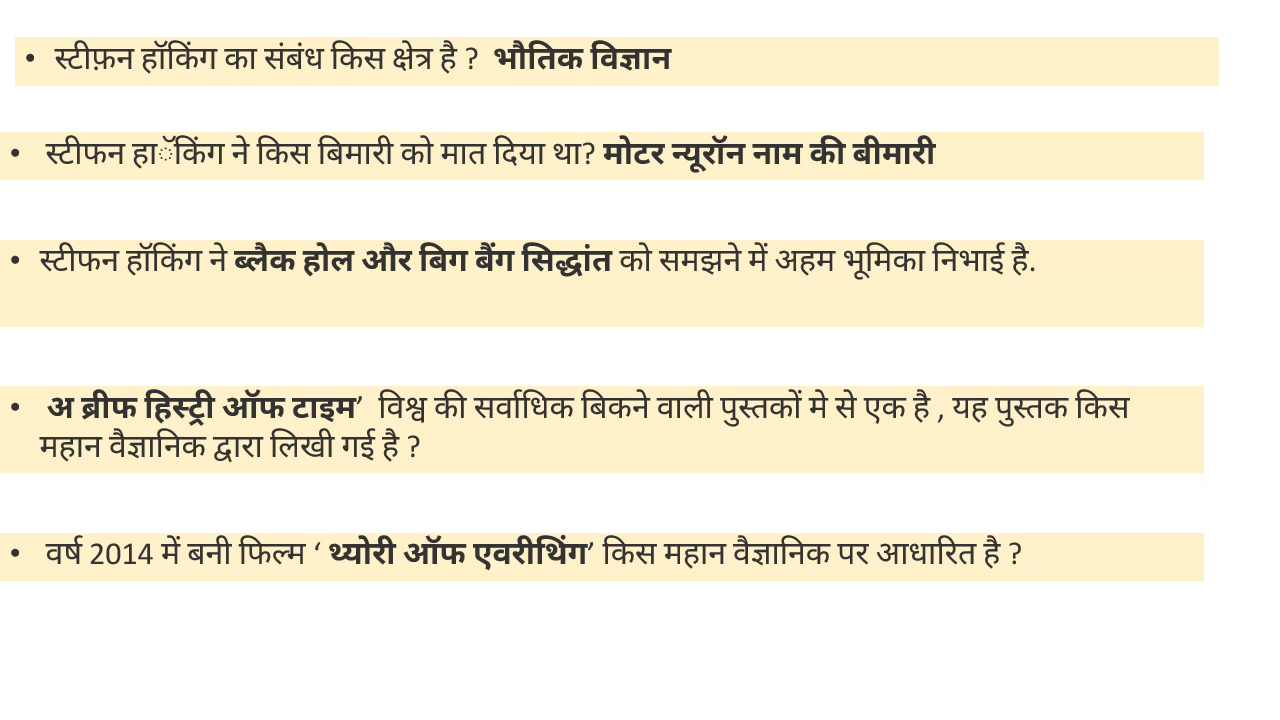 • स्टीफ़न हॉकिंग का संबंध किस क्षेत्र है ? भौतिक विज्ञान
• स्टीफन हाॅकिंग ने किस बिमारी को मात दिया था? मोटर न्यूरॉन नाम की बीमारी
• स्टीफन हॉकिंग ने ब्लैक होल और बिग बैंग सिद्धांत को समझने में अहम भूमिका निभाई है.
• अ ब्रीफ हिस्ट्री ऑफ टाइम’ विश्व की सर्वाधिक बिकने वाली पुस्तकों मे से एक है , यह पुस्तक किस
महान वैज्ञानिक द्वारा लिखी गई है ?
• वर्ष 2014 में बनी फिल्म ‘ थ्योरी ऑफ एवरीथिंग’ किस महान वैज्ञानिक पर आधारित है ?